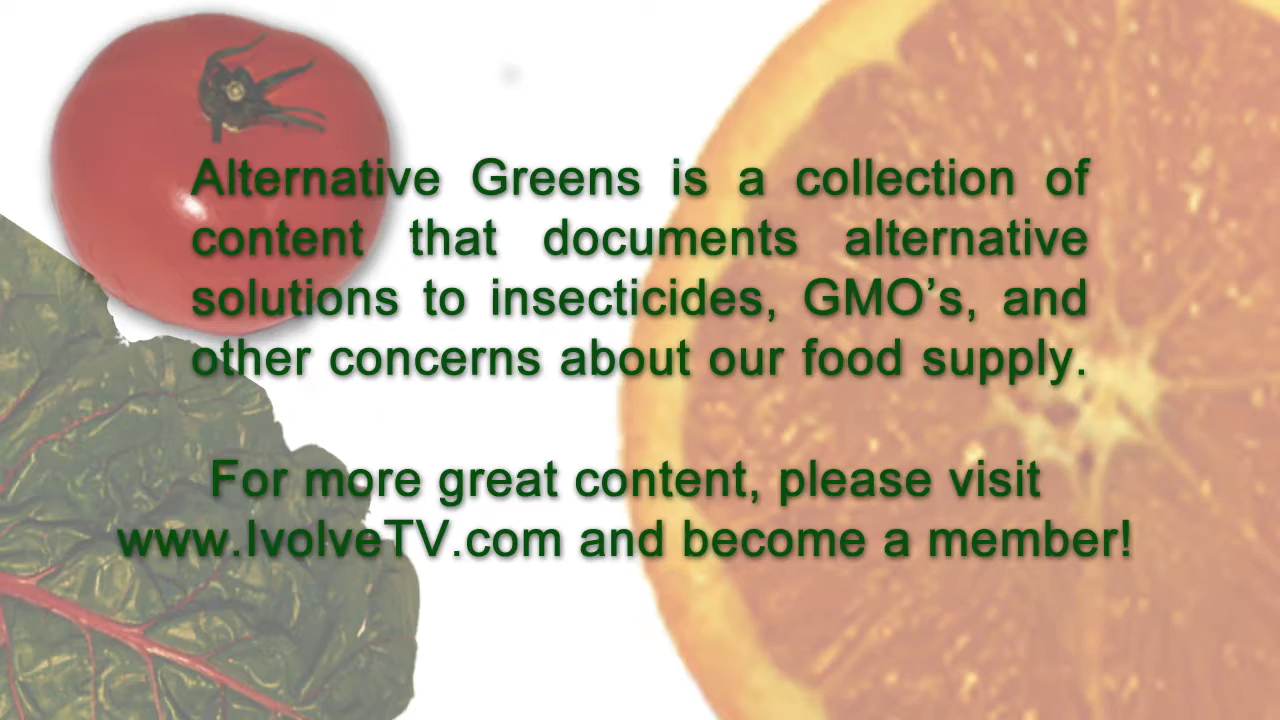 Alternative Greens is a collection of
content that documents alternative
solutions to insecticides, GMO’s, and
other concerns about our food supply.
For more great content, please visit
www.IvolveTV.com and become a member!